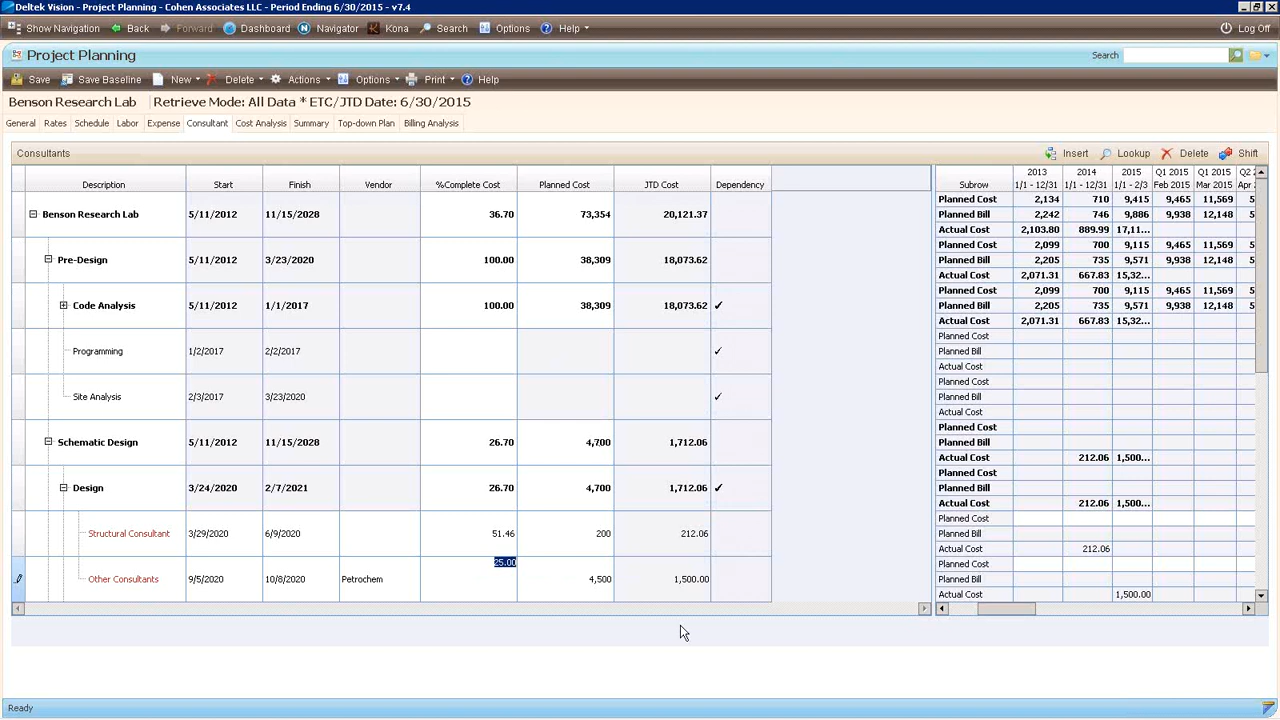 Deltek Vision - Project Planning - Cohen Associates LLC - Period Ending 6/30/2015 - v7.4
Show Navigation Back Forward Dashboard Navigator Kona Search Options Help Log Off
Project Planning Search
Save Save Baseline New Delete Actions Options Print Help
Benson Research Lab Retrieve Mode: All Data * ETC/JTD Date: 6/30/2015
General Rates Schedule Labor Expense Consultant Cost Analysis Summary Top-down Plan Billing Analysis
Consultants Insert Lookup Delete Shift
Description Start Finish Vendor %Complete Cost Planned Cost JTD Cost Dependency
Benson Research Lab 5/11/2012 11/15/2028 36.70 73,354 20,121.37
Pre-Design 5/11/2012 3/23/2020 100.00 38,309 18,073.62
Code Analysis 5/11/2012 1/1/2017 100.00 38,309 18,073.62 ✓
Programming 1/2/2017 2/2/2017 ✓
Site Analysis 2/3/2017 3/23/2020 ✓
Schematic Design 5/11/2012 11/15/2028 26.70 4,700 1,712.06
Design 3/24/2020 2/7/2021 26.70 4,700 1,712.06 ✓
Structural Consultant 3/29/2020 6/9/2020 51.46 200 212.06
25.00
Other Consultants 9/5/2020 10/8/2020 Petrochem 4,500 1,500.00
2013 2014 2015 Q1 2015 Q1 2015 Q2
Subrow 1/1 - 12/31 1/1 - 12/31 1/1 - 2/3 Feb 2015 Mar 2015 Apr
Planned Cost 2,134 710 9,415 9,465 11,569 5
Planned Bill 2,242 746 9,886 9,938 12,148 5
Actual Cost 2,103.80 889.99 17,11...
Planned Cost 2,099 700 9,115 9,465 11,569 5
Planned Bill 2,205 735 9,571 9,938 12,148 5
Actual Cost 2,071.31 667.83 15,32...
Planned Cost 2,099 700 9,115 9,465 11,569 5
Planned Bill 2,205 735 9,571 9,938 12,148 5
Actual Cost 2,071.31 667.83 15,32...
Planned Cost
Planned Bill
Actual Cost
Planned Cost
Planned Bill
Actual Cost
Planned Cost
Planned Bill
Actual Cost 212.06 1,500...
Planned Cost
Planned Bill
Actual Cost 212.06 1,500...
Planned Cost
Planned Bill
Actual Cost 212.06
Planned Cost
Planned Bill
Actual Cost 1,500.00
Ready